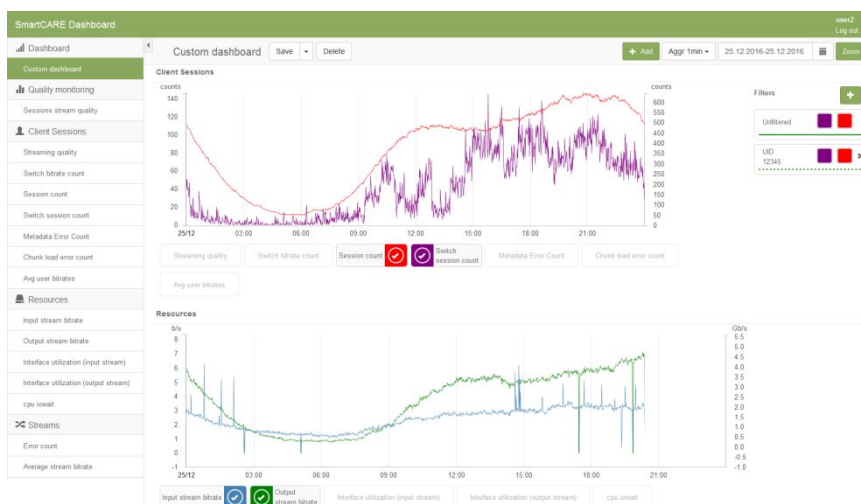 SmartCARE Dashboard
user2
Log out
Dashboard
Custom dashboard
Quality monitoring
Sessions stream quality
Client Sessions
Streaming quality
Switch bitrate count
Session count
Switch session count
Metadata Error Count
Chunk load error count
Avg user bitrates
Resources
Input stream bitrate
Output stream bitrate
Interface utilization (input stream)
Interface utilization (output stream)
cpu iowait
Streams
Error count
Average stream bitrate
Custom dashboard Save Delete
+ Add Aggr 1min 25.12.2016-25.12.2016 Zoom
Client Sessions
counts
140
120
100
80
60
40
20
0
25/12 03:00 06:00 09:00 12:00 15:00 18:00 21:00
counts
600
550
500
450
400
350
300
250
200
150
100
50
0
Filters +
Unfiltered
UID
12345
Streaming quality Switch bitrate count Session count Switch session count Metadata Error Count Chunk load error count
Avg user bitrates
Resources
b/s
8
7
6
5
4
3
2
1
0
-1
25/12 03:00 06:00 09:00 12:00 15:00 18:00 21:00
Gb/s
5.5
5.0
4.5
4.0
3.5
3.0
2.5
2.0
1.5
1.0
0.5
0.0
-0.5
-1.0
Input stream bitrate Output stream bitrate Interface utilization (input stream) Interface utilization (output stream) cpu iowait